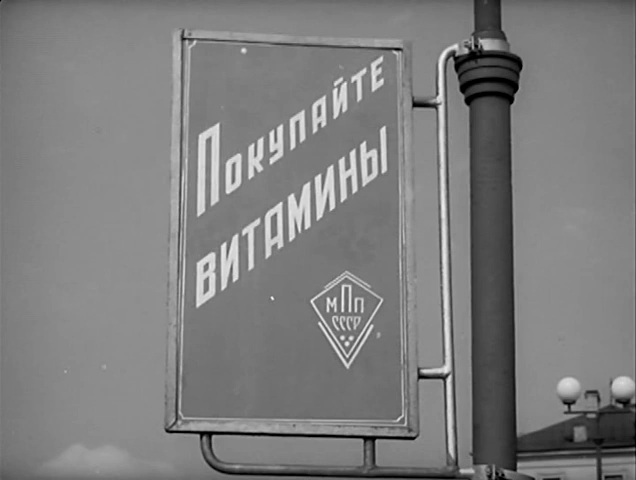 Покупайте
витамины
мПп
СССР